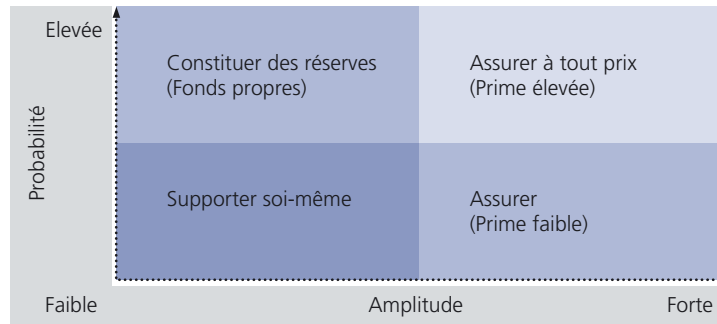 Elevée
Constituer des réserves
(Fonds propres)
Assurer à tout prix
(Prime élevée)
Probabilité
Supporter soi-même
Assurer
(Prime faible)
Faible
Amplitude
Forte